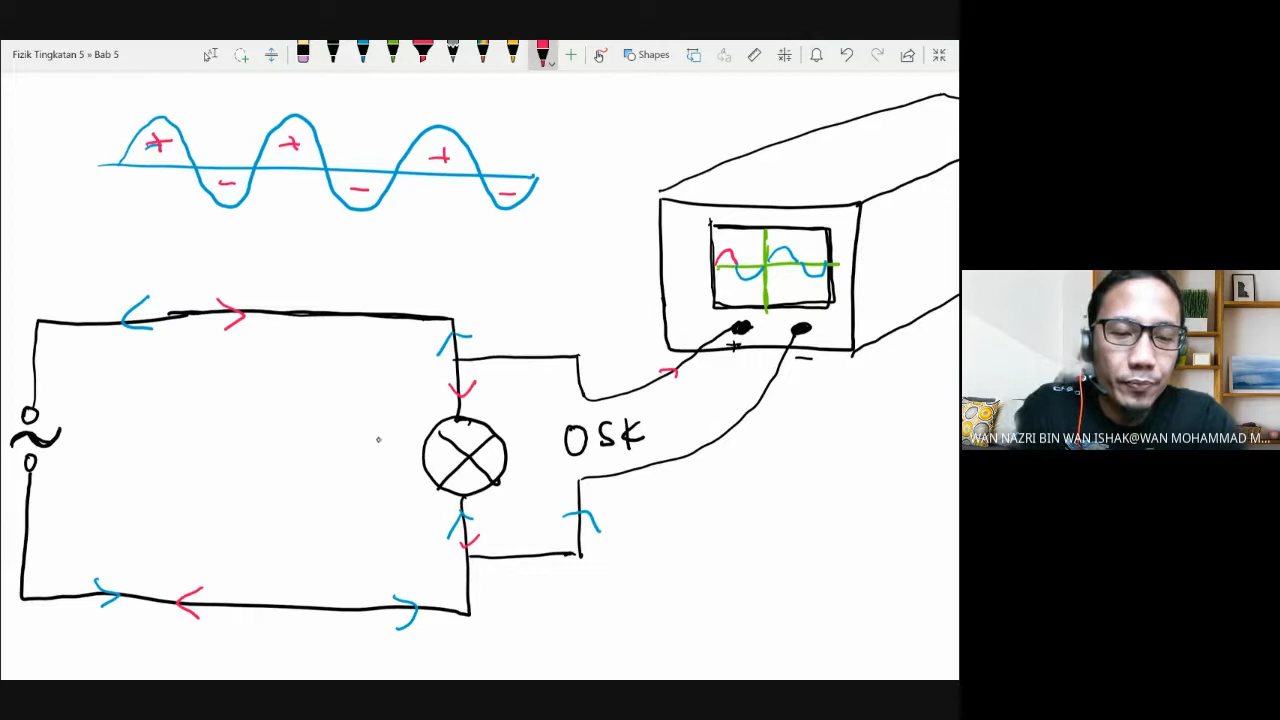 Fizik Tingkatan 5 » Bab 5
Shapes
+ + +
- - -
+ -
OSK
WAN NAZRI BIN WAN ISHAK@WAN MOHAMMAD M...